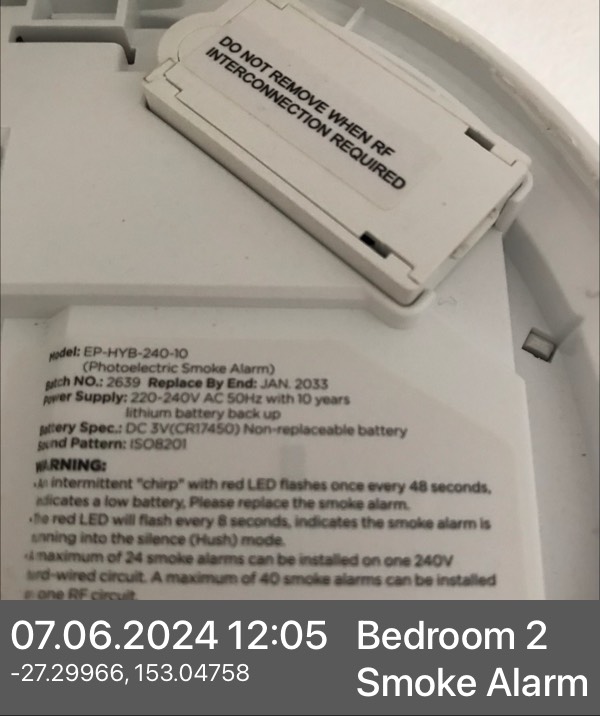 DO NOT REMOVE WHEN RF
INTERCONNECTION REQUIRED
Model: EP-HYB-240-10
(Photoelectric Smoke Alarm)
Batch NO.: 2639 Replace By End: JAN. 2033
Power Supply: 220-240V AC 50Hz with 10 years
lithium battery back up
Battery Spec.: DC 3V(CR17450) Non-replaceable battery
Sound Pattern: ISO8201
WARNING:
·An intermittent "chirp" with red LED flashes once every 48 seconds,
indicates a low battery, Please replace the smoke alarm.
·The red LED will flash every 8 seconds, indicates the smoke alarm is
running into the silence (Hush) mode.
·A maximum of 24 smoke alarms can be installed on one 240V
hard-wired circuit. A maximum of 40 smoke alarms can be installed
one RF circuit
07.06.2024 12:05
-27.29966, 153.04758
Bedroom 2
Smoke Alarm